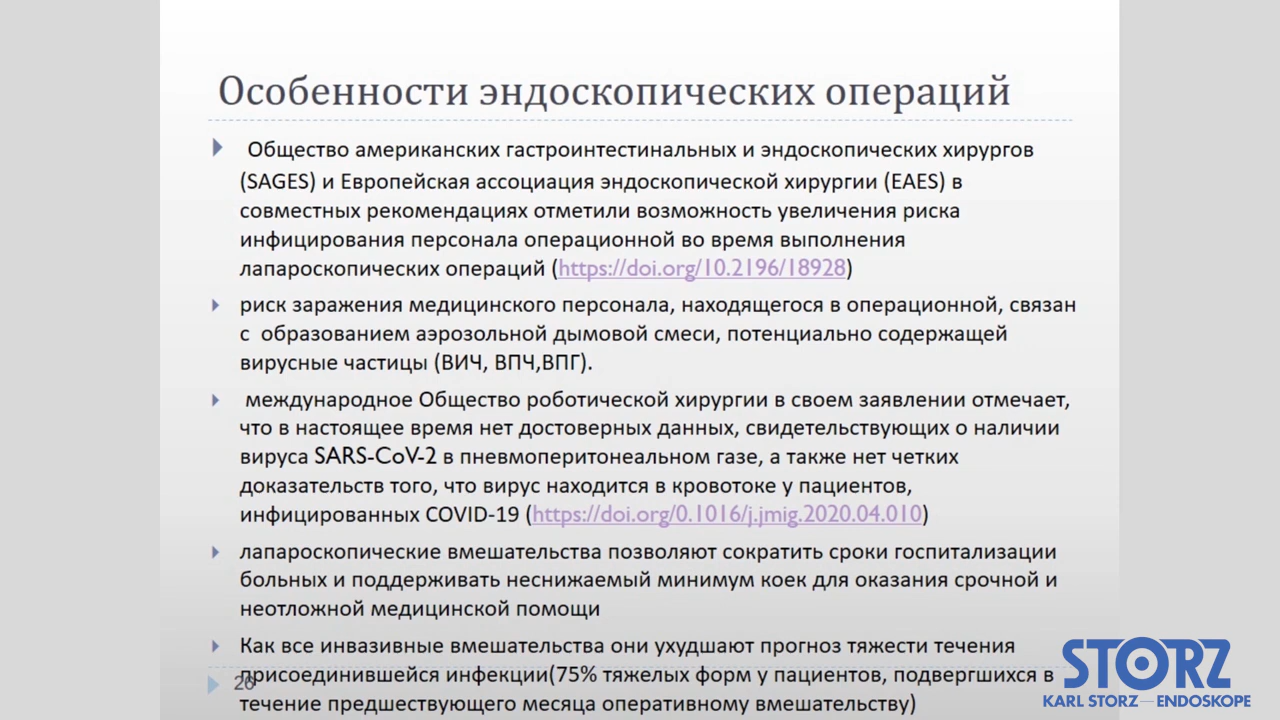 Особенности эндоскопических операций
Общество американских гастроинтестинальных и эндоскопических хирургов
(SAGES) и Европейская ассоциация эндоскопической хирургии (EAES) в
совместных рекомендациях отметили возможность увеличения риска
инфицирования персонала операционной во время выполнения
лапароскопических операций (https://doi.org/10.2196/18928)
риск заражения медицинского персонала, находящегося в операционной, связан
с образованием аэрозольной дымовой смеси, потенциально содержащей
вирусные частицы (ВИЧ, ВПЧ,ВПГ).
международное Общество роботической хирургии в своем заявлении отмечает,
что в настоящее время нет достоверных данных, свидетельствующих о наличии
вируса SARS-CoV-2 в пневмоперитонеальном газе, а также нет четких
доказательств того, что вирус находится в кровотоке у пациентов,
инфицированных COVID-19 (https://doi.org/0.1016/j.jmig.2020.04.010)
лапароскопические вмешательства позволяют сократить сроки госпитализации
больных и поддерживать неснижаемый минимум коек для оказания срочной и
неотложной медицинской помощи
Как все инвазивные вмешательства они ухудшают прогноз тяжести течения
присоединившейся инфекции(75% тяжелых форм у пациентов, подвергшихся в
течение предшествующего месяца оперативному вмешательству)
26
STORZ
KARL STORZ—ENDOSKOPE